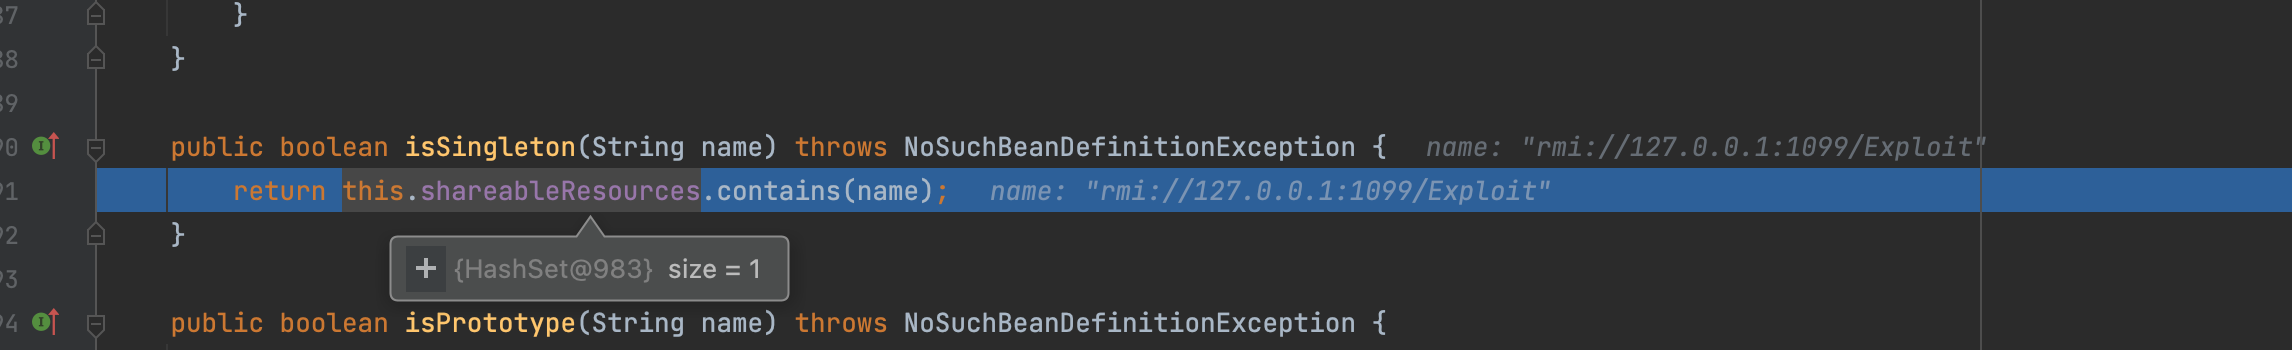 37 }
38 }
39
90 public boolean isSingleton(String name) throws NoSuchBeanDefinitionException { name: "rmi://127.0.0.1:1099/Exploit"
91 return this.shareableResources.contains(name); name: "rmi://127.0.0.1:1099/Exploit"
92 }
+ {HashSet@983} size = 1
93
94 public boolean isPrototype(String name) throws NoSuchBeanDefinitionException {